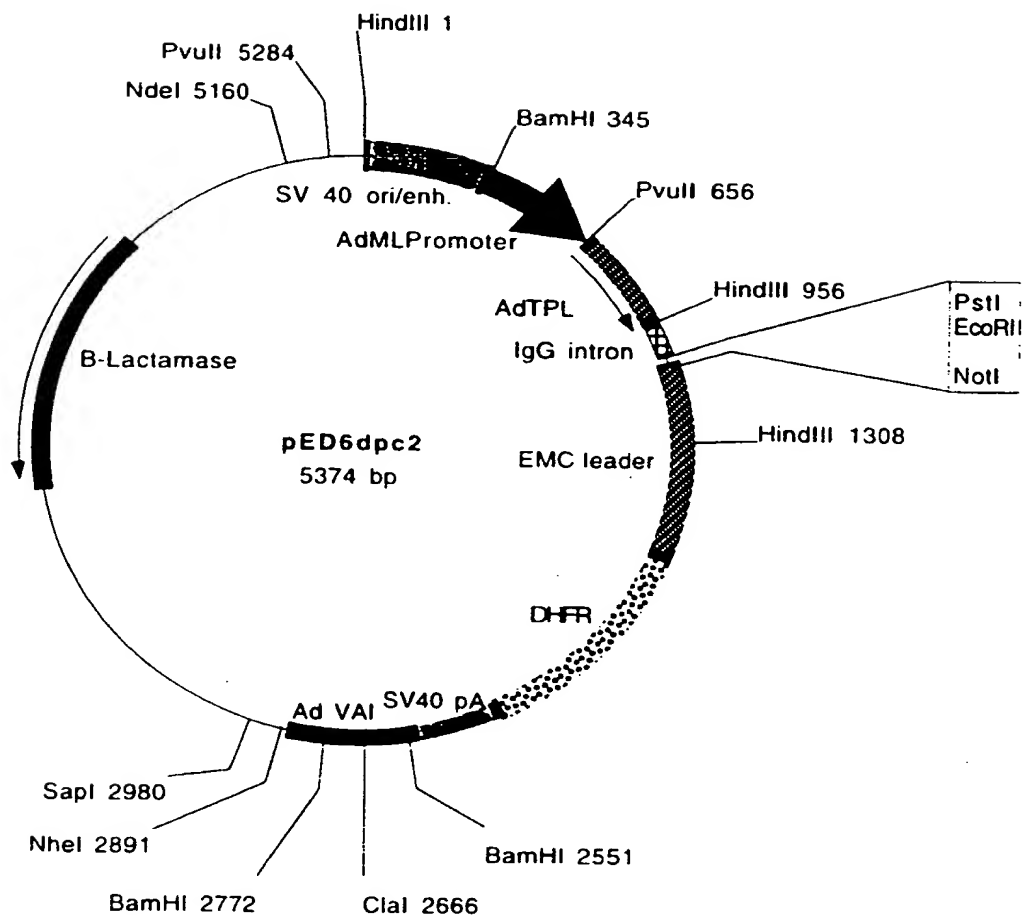 HindIII 1
PvuII 5284
NdeI 5160
BamHI 345
SV 40 ori/enh.
PvuII 656
AdMLPromoter
HindIII 956
AdTPL
PstI
EcoRII
IgG intron
NotI
B-Lactamase
pED6dpc2
5374 bp
HindIII 1308
EMC leader
DHFR
SV40 pA
Ad VAI
SapI 2980
NheI 2891
BamHI 2551
BamHI 2772
ClaI 2666